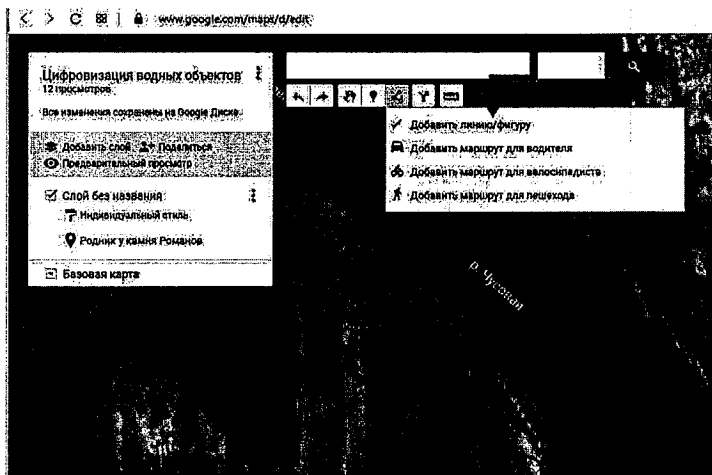 www.google.com/maps/d/edit
Цифровизация водных объектов
12 просмотров
Все изменения сохранены на Google Диске.
Добавить слой Поделиться
Предварительный просмотр
Слой без названия
Индивидуальный стиль
Родник у камня Романов
Базовая карта
Добавить линию/фигуру
Добавить маршрут для водителя
Добавить маршрут для велосипедиста
Добавить маршрут для пешехода
р. Чусовая